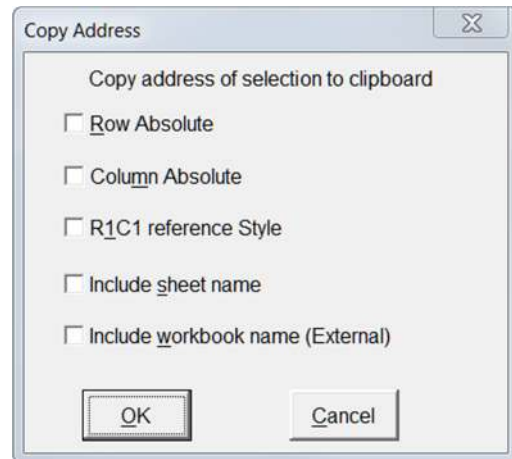 Copy Address
Copy address of selection to clipboard
Row Absolute
Column Absolute
R1C1 reference Style
Include sheet name
Include workbook name (External)
OK
Cancel